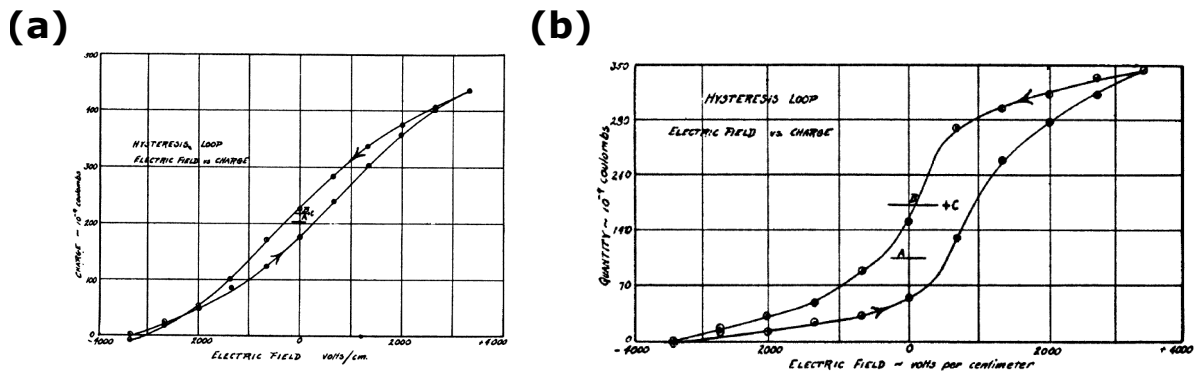 (a)
500
400
300
200
100
0
CHARGE ~ 10⁻⁹ COULOMBS
HYSTERESIS LOOP
ELECTRIC FIELD vs CHARGE
B
A
+C
-4000 2000 0 2000 +4000
ELECTRIC FIELD VOLTS/CM.
(b)
350
280
210
140
70
0
QUANTITY ~ 10⁻⁹ COULOMBS
HYSTERESIS LOOP
ELECTRIC FIELD vs. CHARGE
B
+C
A
-4000 2000 0 2000 +4000
ELECTRIC FIELD ~ VOLTS per CENTIMETER